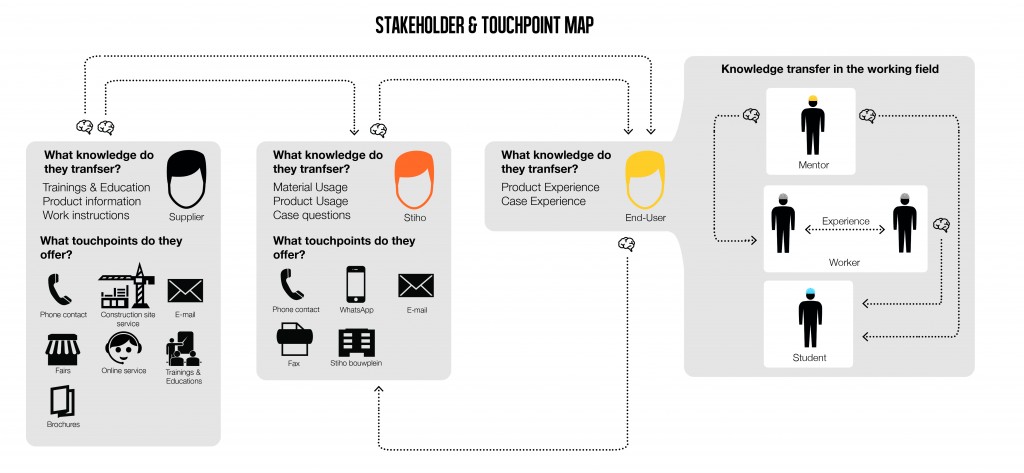 STAKEHOLDER & TOUCHPOINT MAP
What knowledge do
they tranfser?
Trainings & Education
Product information
Work instructions
Supplier
What touchpoints do they
offer?
Phone contact
Construction site
service
E-mail
Fairs
Online service
Trainings &
Educations
Brochures
What knowledge do
they tranfser?
Material Usage
Product Usage
Case questions
Stiho
What touchpoints do they
offer?
Phone contact
WhatsApp
E-mail
Fax
Stiho bouwplein
What knowledge do
they tranfser?
Product Experience
Case Experience
End-User
Knowledge transfer in the working field
Mentor
Experience
Worker
Student